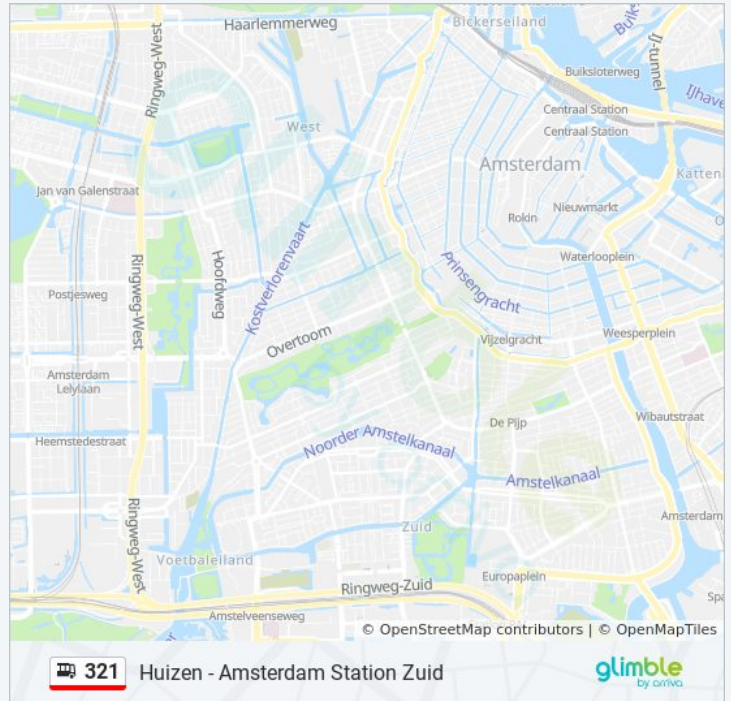 Haarlemmerweg
Bickerseiland
IJ-tunnel
Ringweg-West
Buiksloterweg
Centraal Station
Centraal Station
West
Amsterdam
Jan van Galenstraat
Rokin
Nieuwmarkt
Kostverlorenvaart
Hoofdweg
Waterlooplein
Ringweg-West
Postjesweg
Prinsengracht
Overtoom
Vijzelgracht
Weesperplein
Amsterdam
Lelylaan
Wibautstraat
De Pijp
Heemstedestraat
Noorder Amstelkanaal
Amstelkanaal
Ringweg-West
Amsterdam
Zuid
Voetbaleiland
Europaplein
Ringweg-Zuid
Amstelveenseweg
© OpenStreetMap contributors | © OpenMapTiles
321 Huizen - Amsterdam Station Zuid
glimble
by arriva